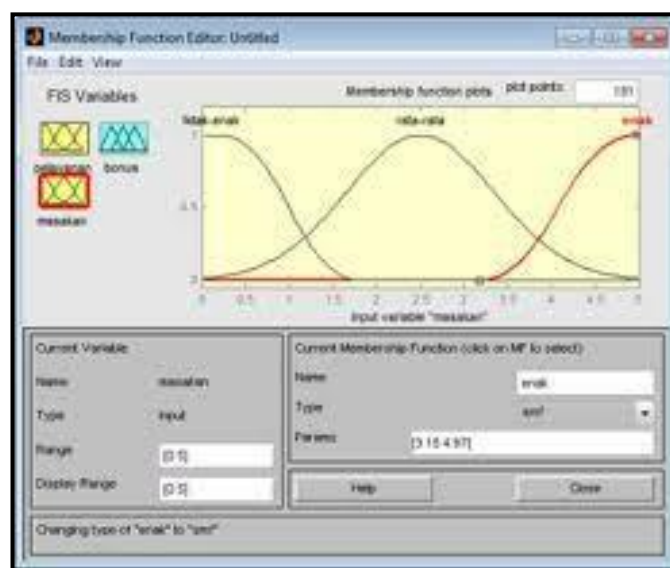 Membership Function Editor: Untitled
File Edit View
FIS Variables
Membership function plots
plot points:
181
pelayanan
bonus
masakan
tidak-enak
rata-rata
enak
1
0.5
0
0 0.5 1 1.5 2 2.5 3 3.5 4 4.5 5
input variable "masakan"
Current Variable
Name masakan
Type input
Range [0 5]
Display Range [0 5]
Current Membership Function (click on MF to select)
Name enak
Type smf
Params [3.15 4.97]
Help
Close
Changing type of "enak" to "smf"